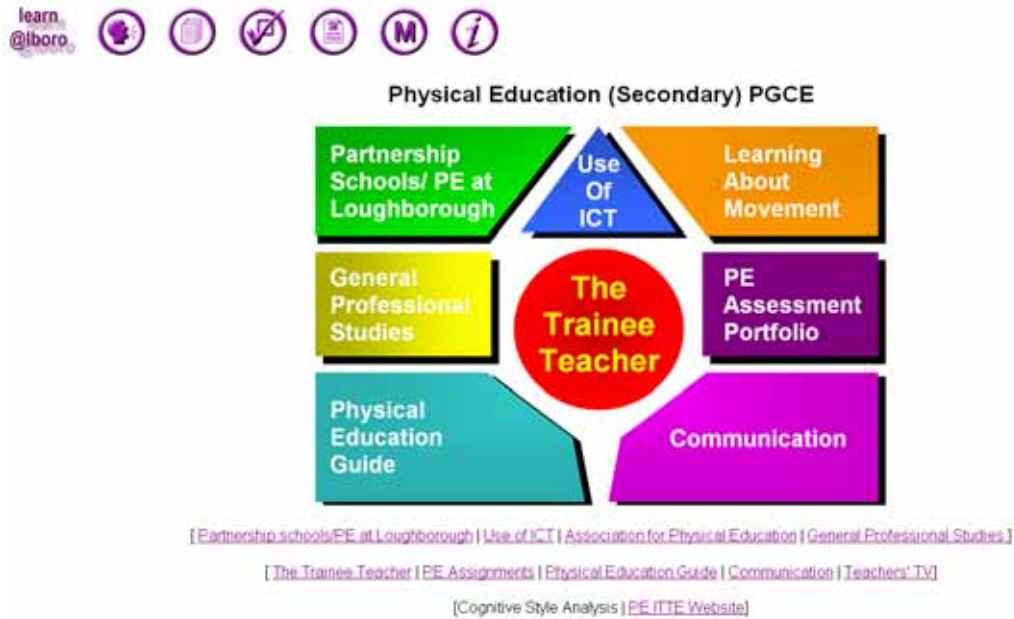 learn
@lboro
M
i
Physical Education (Secondary) PGCE
Partnership
Schools/ PE at
Loughborough
Use
Of
ICT
Learning
About
Movement
General
Professional
Studies
The
Trainee
Teacher
PE
Assessment
Portfolio
Physical
Education
Guide
Communication
[ Partnership schools/PE at Loughborough | Use of ICT | Association for Physical Education | General Professional Studies ]
[ The Trainee Teacher | PE Assignments | Physical Education Guide | Communication | Teachers' TV]
[Cognitive Style Analysis | PE ITTE Website]